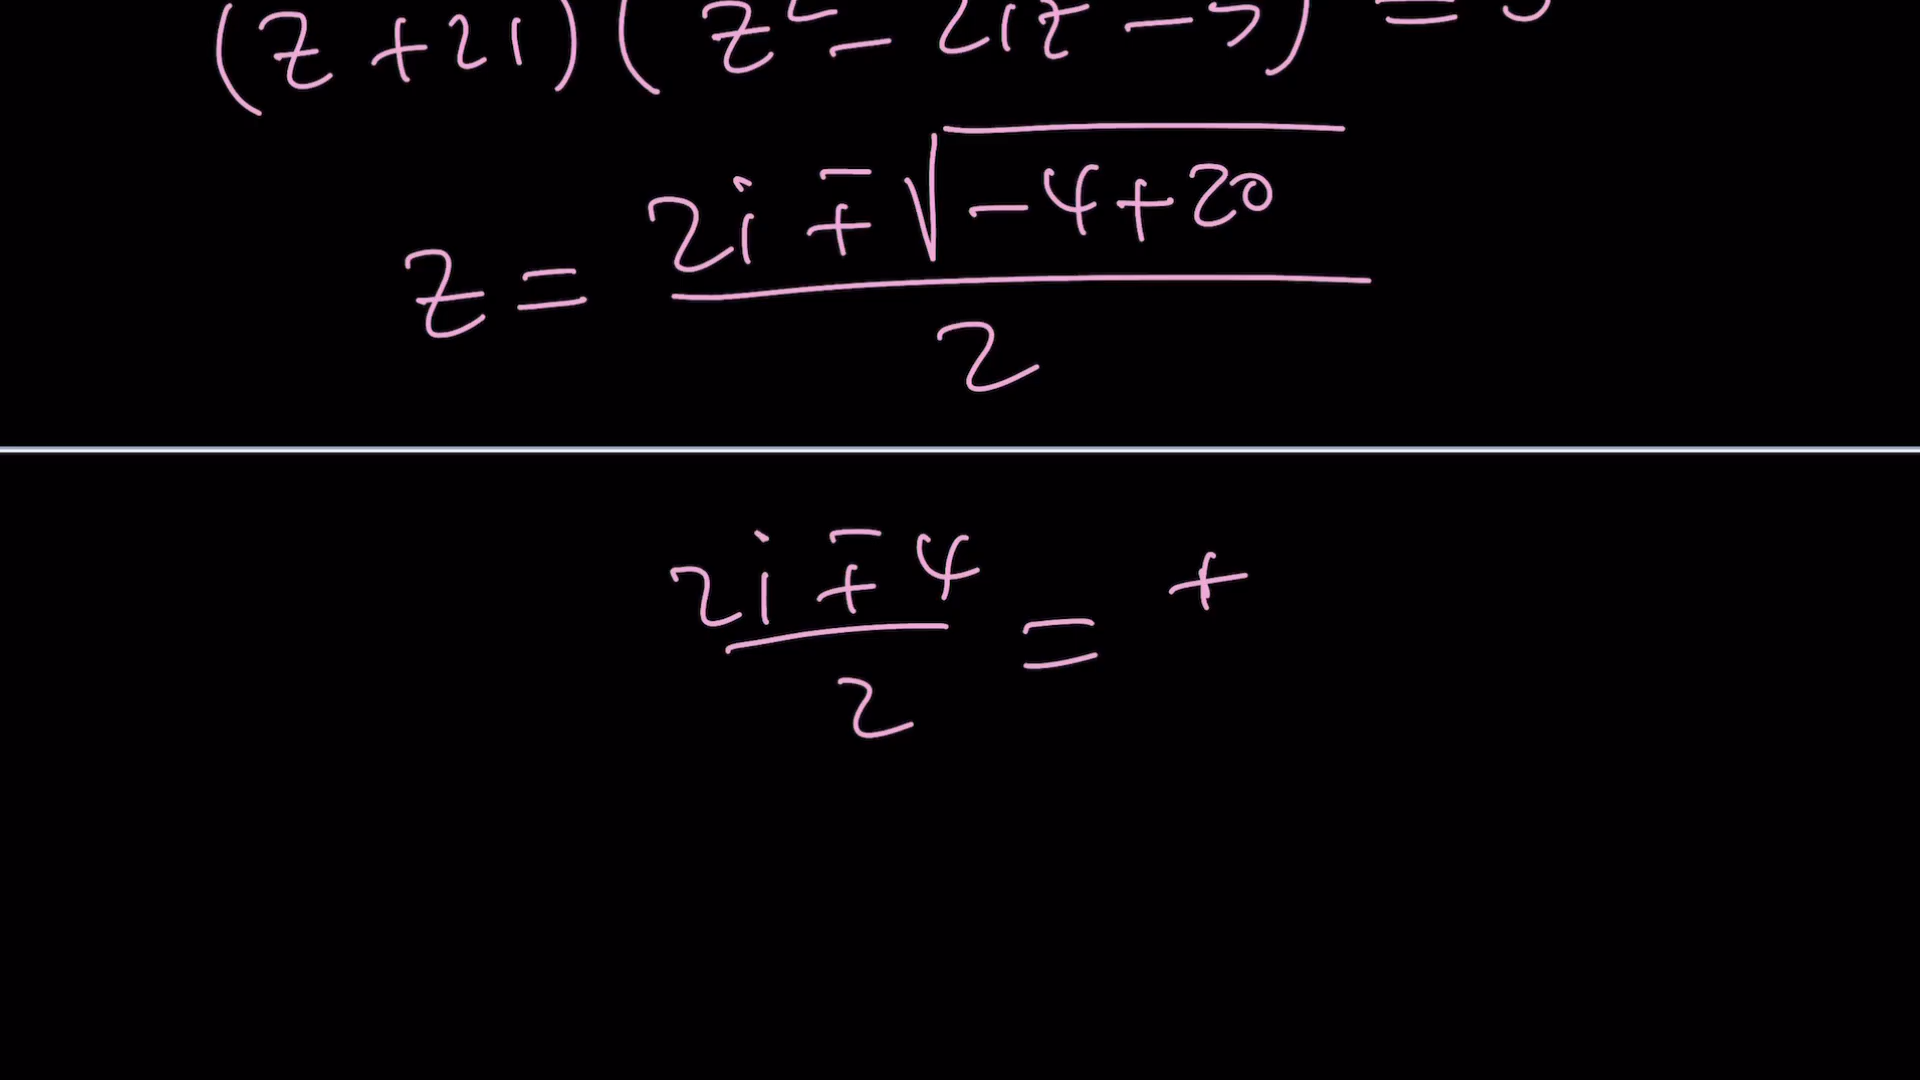 (z + 2i)(z² - 2iz - 5) = 0
z = (2i ∓ √(-4+20)) / 2
(2i ∓ 4) / 2 = +